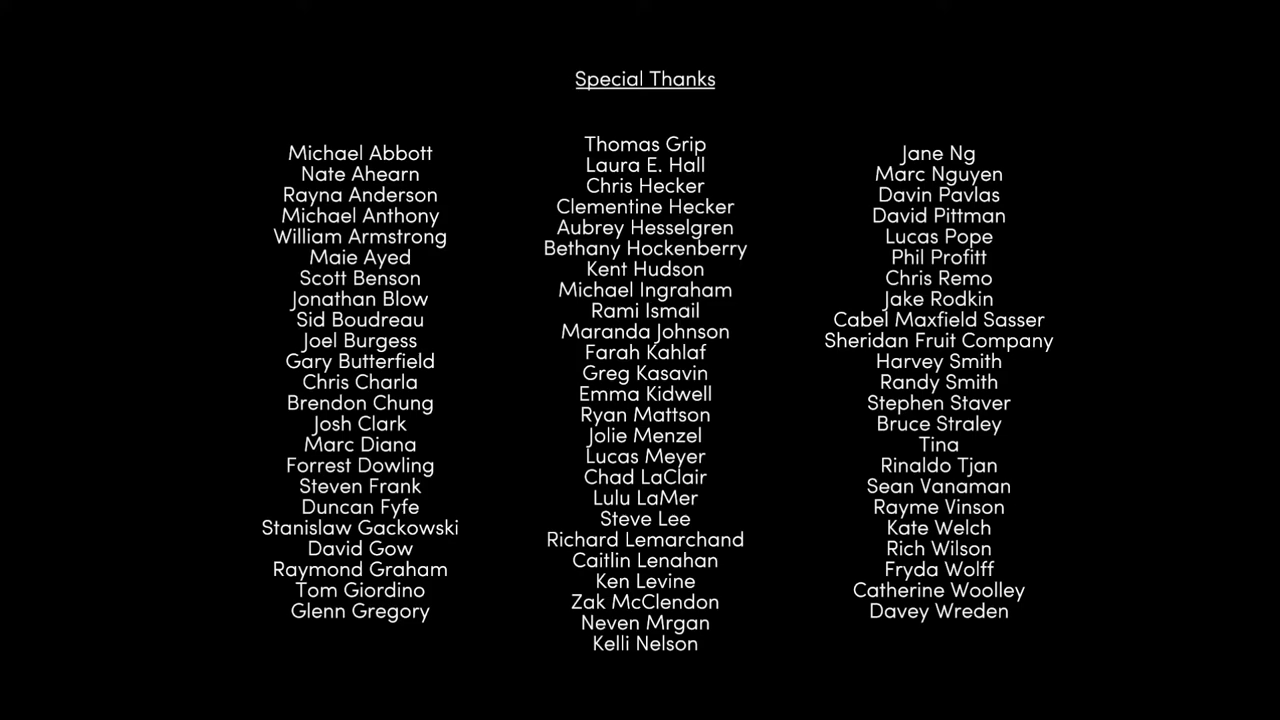 Special Thanks
Michael Abbott
Nate Ahearn
Rayna Anderson
Michael Anthony
William Armstrong
Maie Ayed
Scott Benson
Jonathan Blow
Sid Boudreau
Joel Burgess
Gary Butterfield
Chris Charla
Brendon Chung
Josh Clark
Marc Diana
Forrest Dowling
Steven Frank
Duncan Fyfe
Stanislaw Gackowski
David Gow
Raymond Graham
Tom Giordino
Glenn Gregory
Thomas Grip
Laura E. Hall
Chris Hecker
Clementine Hecker
Aubrey Hesselgren
Bethany Hockenberry
Kent Hudson
Michael Ingraham
Rami Ismail
Maranda Johnson
Farah Kahlaf
Greg Kasavin
Emma Kidwell
Ryan Mattson
Jolie Menzel
Lucas Meyer
Chad LaClair
Lulu LaMer
Steve Lee
Richard Lemarchand
Caitlin Lenahan
Ken Levine
Zak McClendon
Neven Mrgan
Kelli Nelson
Jane Ng
Marc Nguyen
Davin Pavlas
David Pittman
Lucas Pope
Phil Profitt
Chris Remo
Jake Rodkin
Cabel Maxfield Sasser
Sheridan Fruit Company
Harvey Smith
Randy Smith
Stephen Staver
Bruce Straley
Tina
Rinaldo Tjan
Sean Vanaman
Rayme Vinson
Kate Welch
Rich Wilson
Fryda Wolff
Catherine Woolley
Davey Wreden